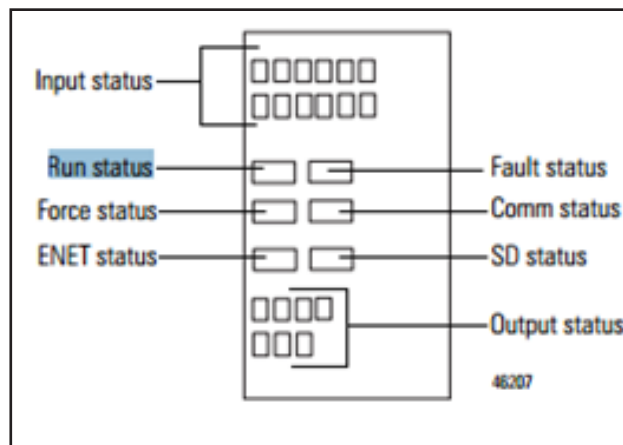 Input status
Run status
Fault status
Force status
Comm status
ENET status
SD status
Output status
46207